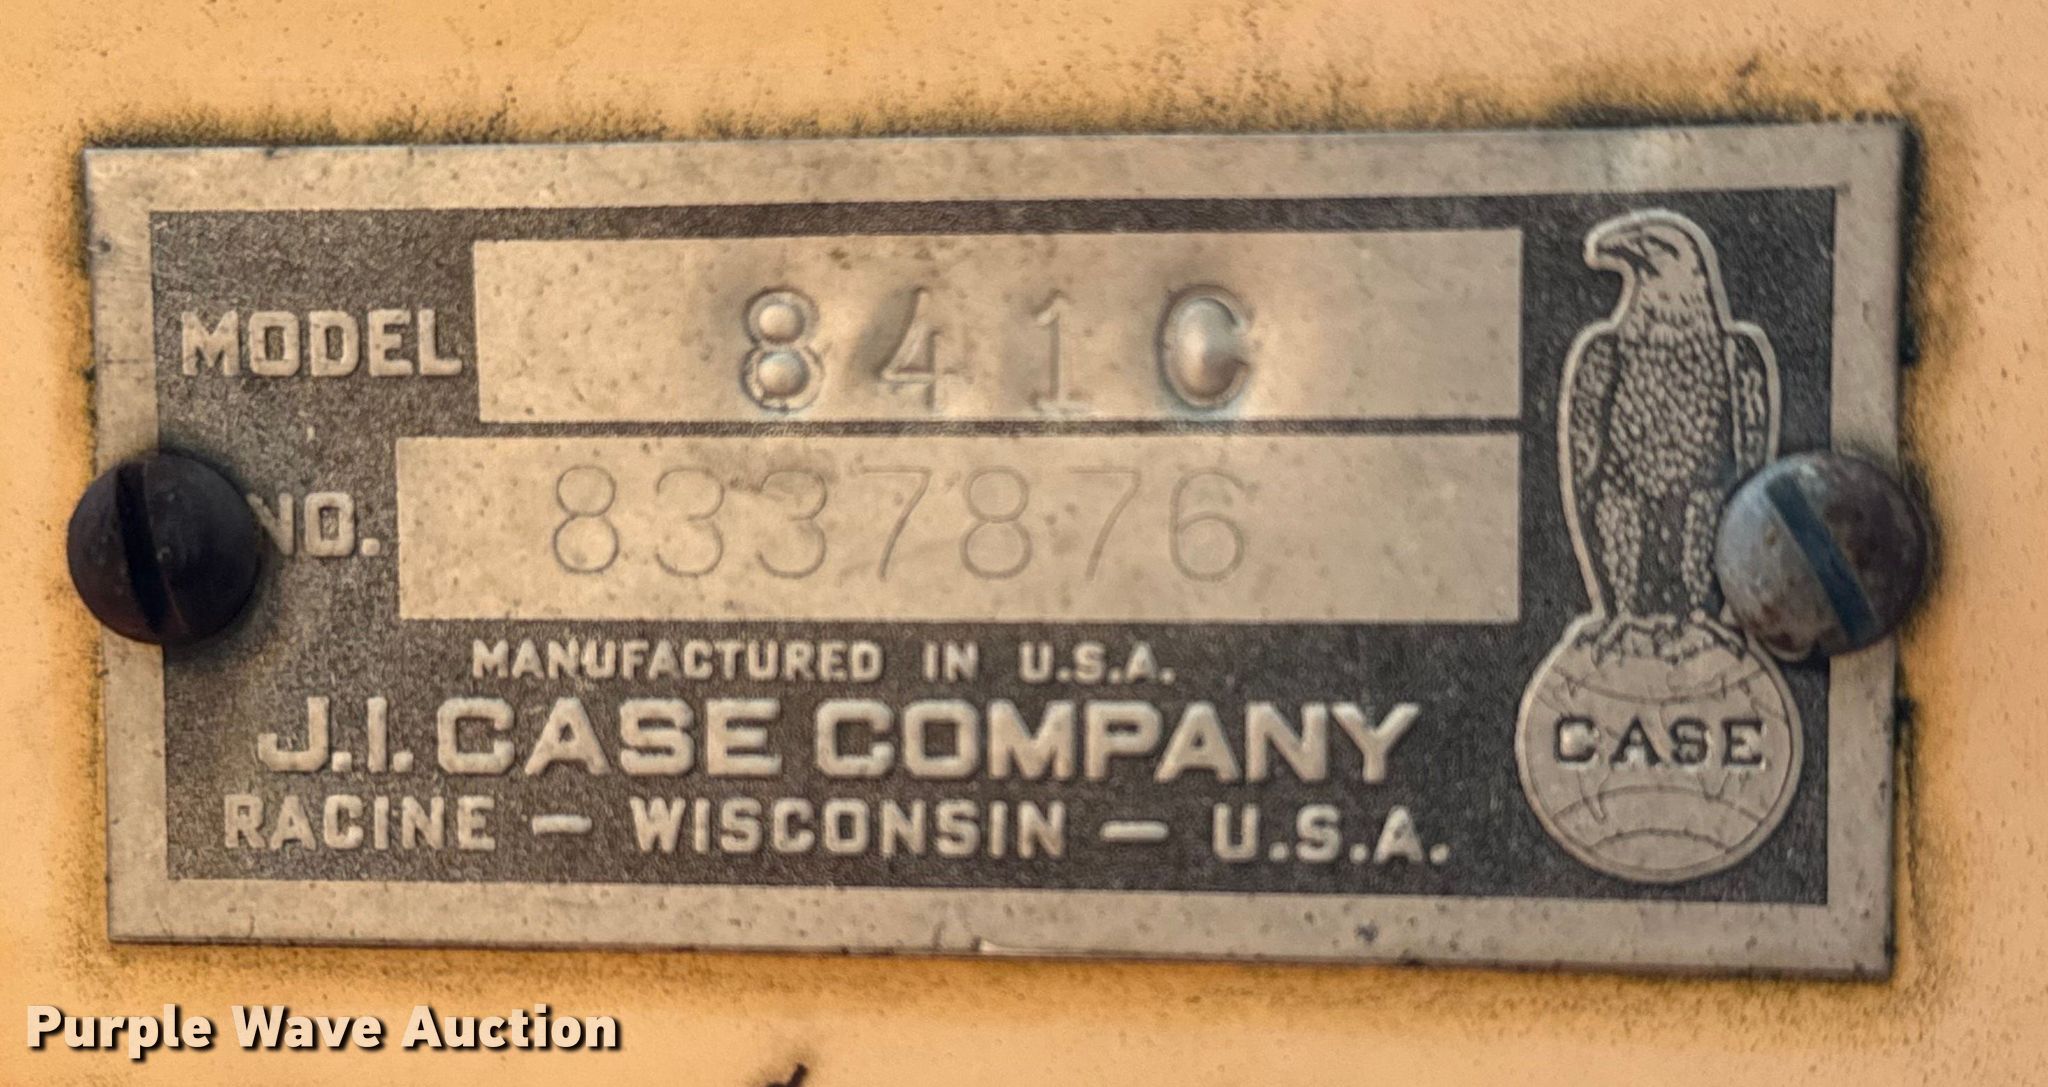 MODEL 841C
NO. 8337876
MANUFACTURED IN U.S.A.
J.I. CASE COMPANY
RACINE — WISCONSIN — U.S.A.
CASE
Purple Wave Auction